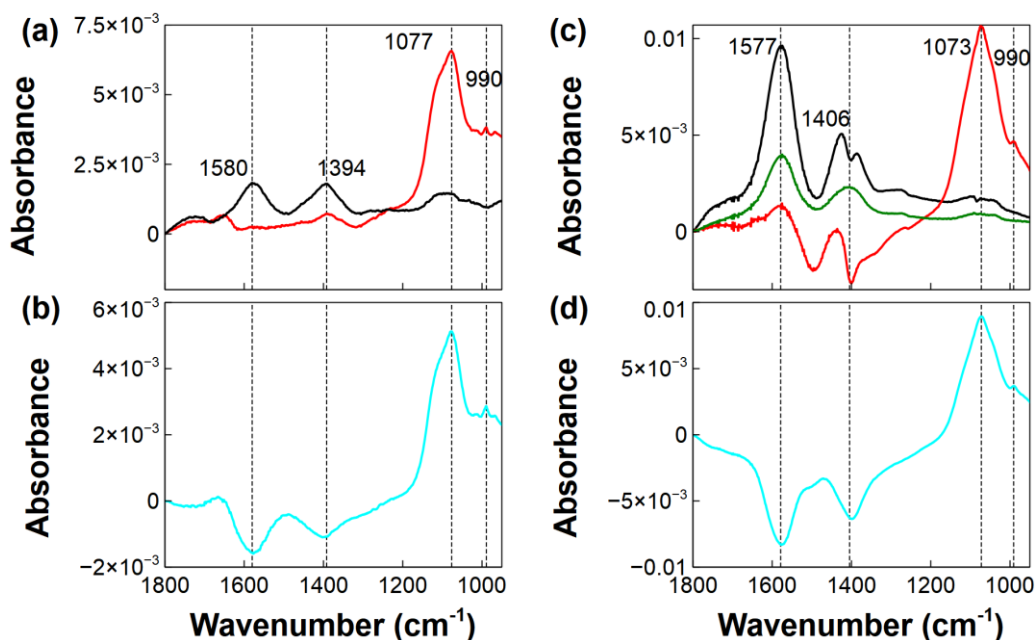 (a)
7.5×10⁻³
5×10⁻³
2.5×10⁻³
0
Absorbance
1580
1394
1077
990
(c)
0.01
5×10⁻³
0
Absorbance
1577
1406
1073
990
(b)
6×10⁻³
4×10⁻³
2×10⁻³
0
−2×10⁻³
Absorbance
1800 1600 1400 1200 1000
Wavenumber (cm⁻¹)
(d)
0.01
5×10⁻³
0
−5×10⁻³
−0.01
Absorbance
1800 1600 1400 1200 1000
Wavenumber (cm⁻¹)